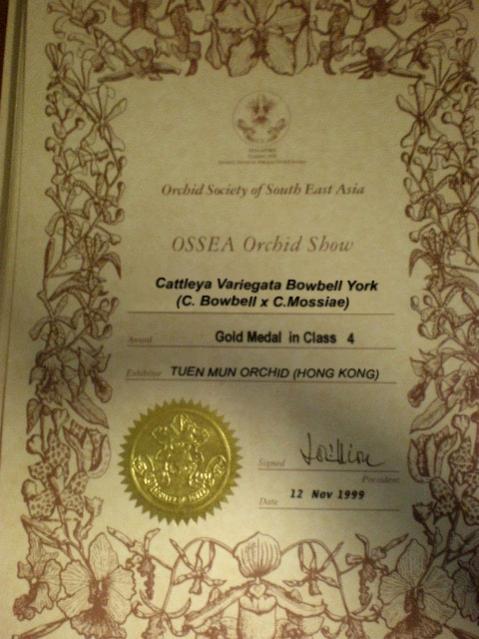 Orchid Society of South East Asia
OSSEA Orchid Show
Cattleya Variegata Bowbell York
(C. Bowbell x C.Mossiae)
Award Gold Medal in Class 4
Exhibitor TUEN MUN ORCHID (HONG KONG)
Signed
President
Date 12 Nov 1999